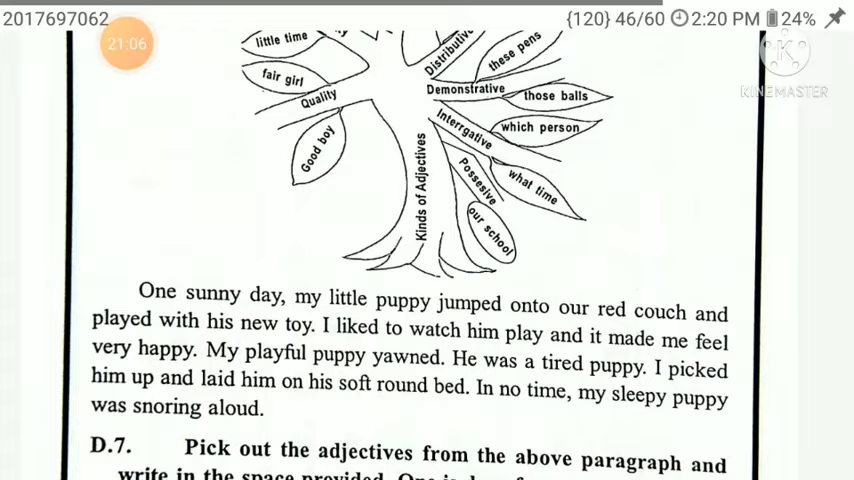 2017697062
{120} 46/60 2:20 PM 24%
21:06
KINEMASTER
little time
Distributive
these pens
fair girl
Quality
Demonstrative
those balls
Good boy
Interrgative
which person
Possesive
what time
our school
Kinds of Adjectives
One sunny day, my little puppy jumped onto our red couch and
played with his new toy. I liked to watch him play and it made me feel
very happy. My playful puppy yawned. He was a tired puppy. I picked
him up and laid him on his soft round bed. In no time, my sleepy puppy
was snoring aloud.
D.7. Pick out the adjectives from the above paragraph and
write in the space provided. One is done